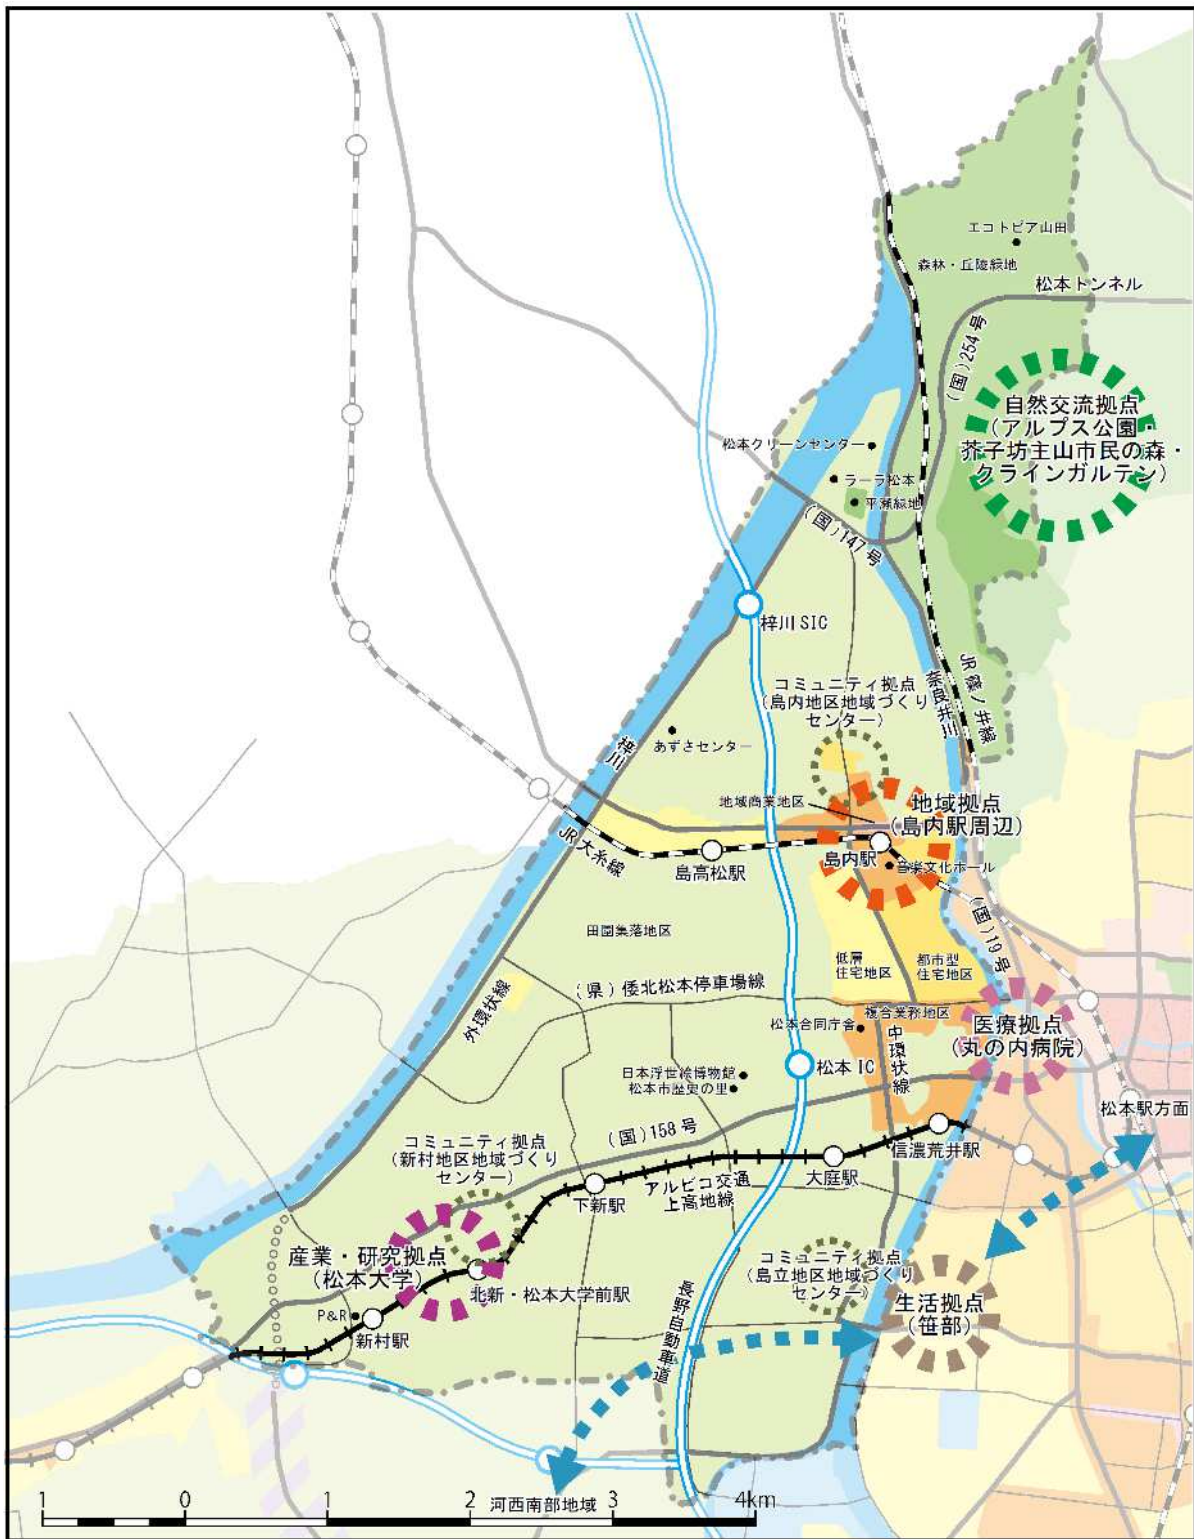 エコトピア山田
森林・丘陵緑地
松本トンネル
(国)254号
自然交流拠点
(アルプス公園・
芥子坊主山市民の森・
クラインガルテン)
松本クリーンセンター
ラーラ松本
平瀬緑地
(国)147号
梓川SIC
コミュニティ拠点
(島内地区地域づくり
センター)
奈良井川
JR篠ノ井線
あずさセンター
梓川
地域商業地区
地域拠点
(島内駅周辺)
JR大糸線
島高松駅
島内駅
音楽文化ホール
(国)19号
田園集落地区
低層
住宅地区
都市型
住宅地区
外環状線
(県)倭北松本停車場線
複合業務地区
松本合同庁舎
中環状線
医療拠点
(丸の内病院)
松本IC
日本浮世絵博物館
松本市歴史の里
松本駅方面
(国)158号
信濃荒井駅
コミュニティ拠点
(新村地区地域づくり
センター)
大庭駅
下新駅
アルピコ交通
上高地線
産業・研究拠点
(松本大学)
コミュニティ拠点
(島立地区地域づくり
センター)
北新・松本大学前駅
P&R
新村駅
長野自動車道
生活拠点
(笹部)
河西南部地域
1 0 1 2 3 4km